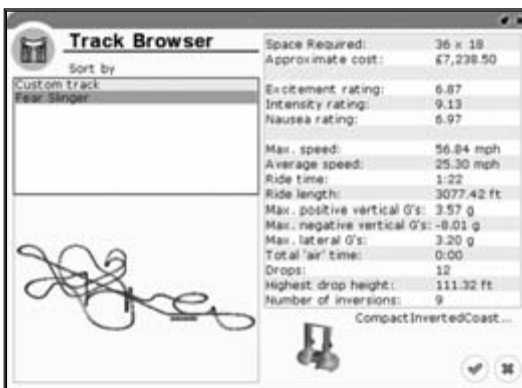 Track Browser
Sort by
Custom track
Fear Slinger
Space Required: 36 x 18
Approximate cost: £7,238.50
Excitement rating: 6.87
Intensity rating: 9.13
Nausea rating: 6.97
Max. speed: 56.84 mph
Average speed: 25.30 mph
Ride time: 1:22
Ride length: 3077.42 ft
Max. positive vertical G's: 3.57 g
Max. negative vertical G's: -8.01 g
Max. lateral G's: 3.20 g
Total 'air' time: 0:00
Drops: 12
Highest drop height: 111.32 ft
Number of inversions: 9
CompactInvertedCoast...